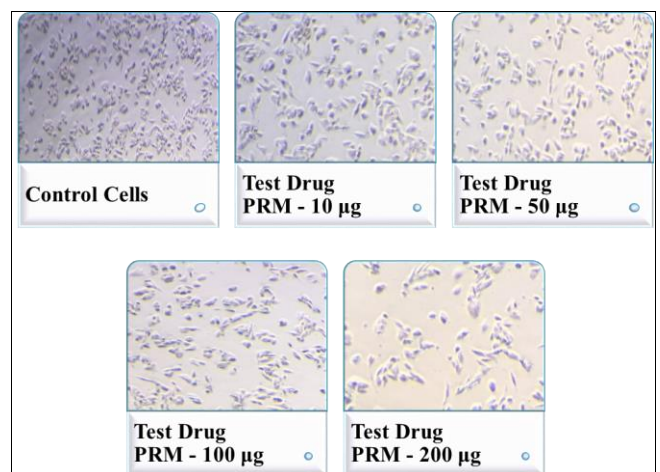 Control Cells
Test Drug
PRM - 10 µg
Test Drug
PRM - 50 µg
Test Drug
PRM - 100 µg
Test Drug
PRM - 200 µg